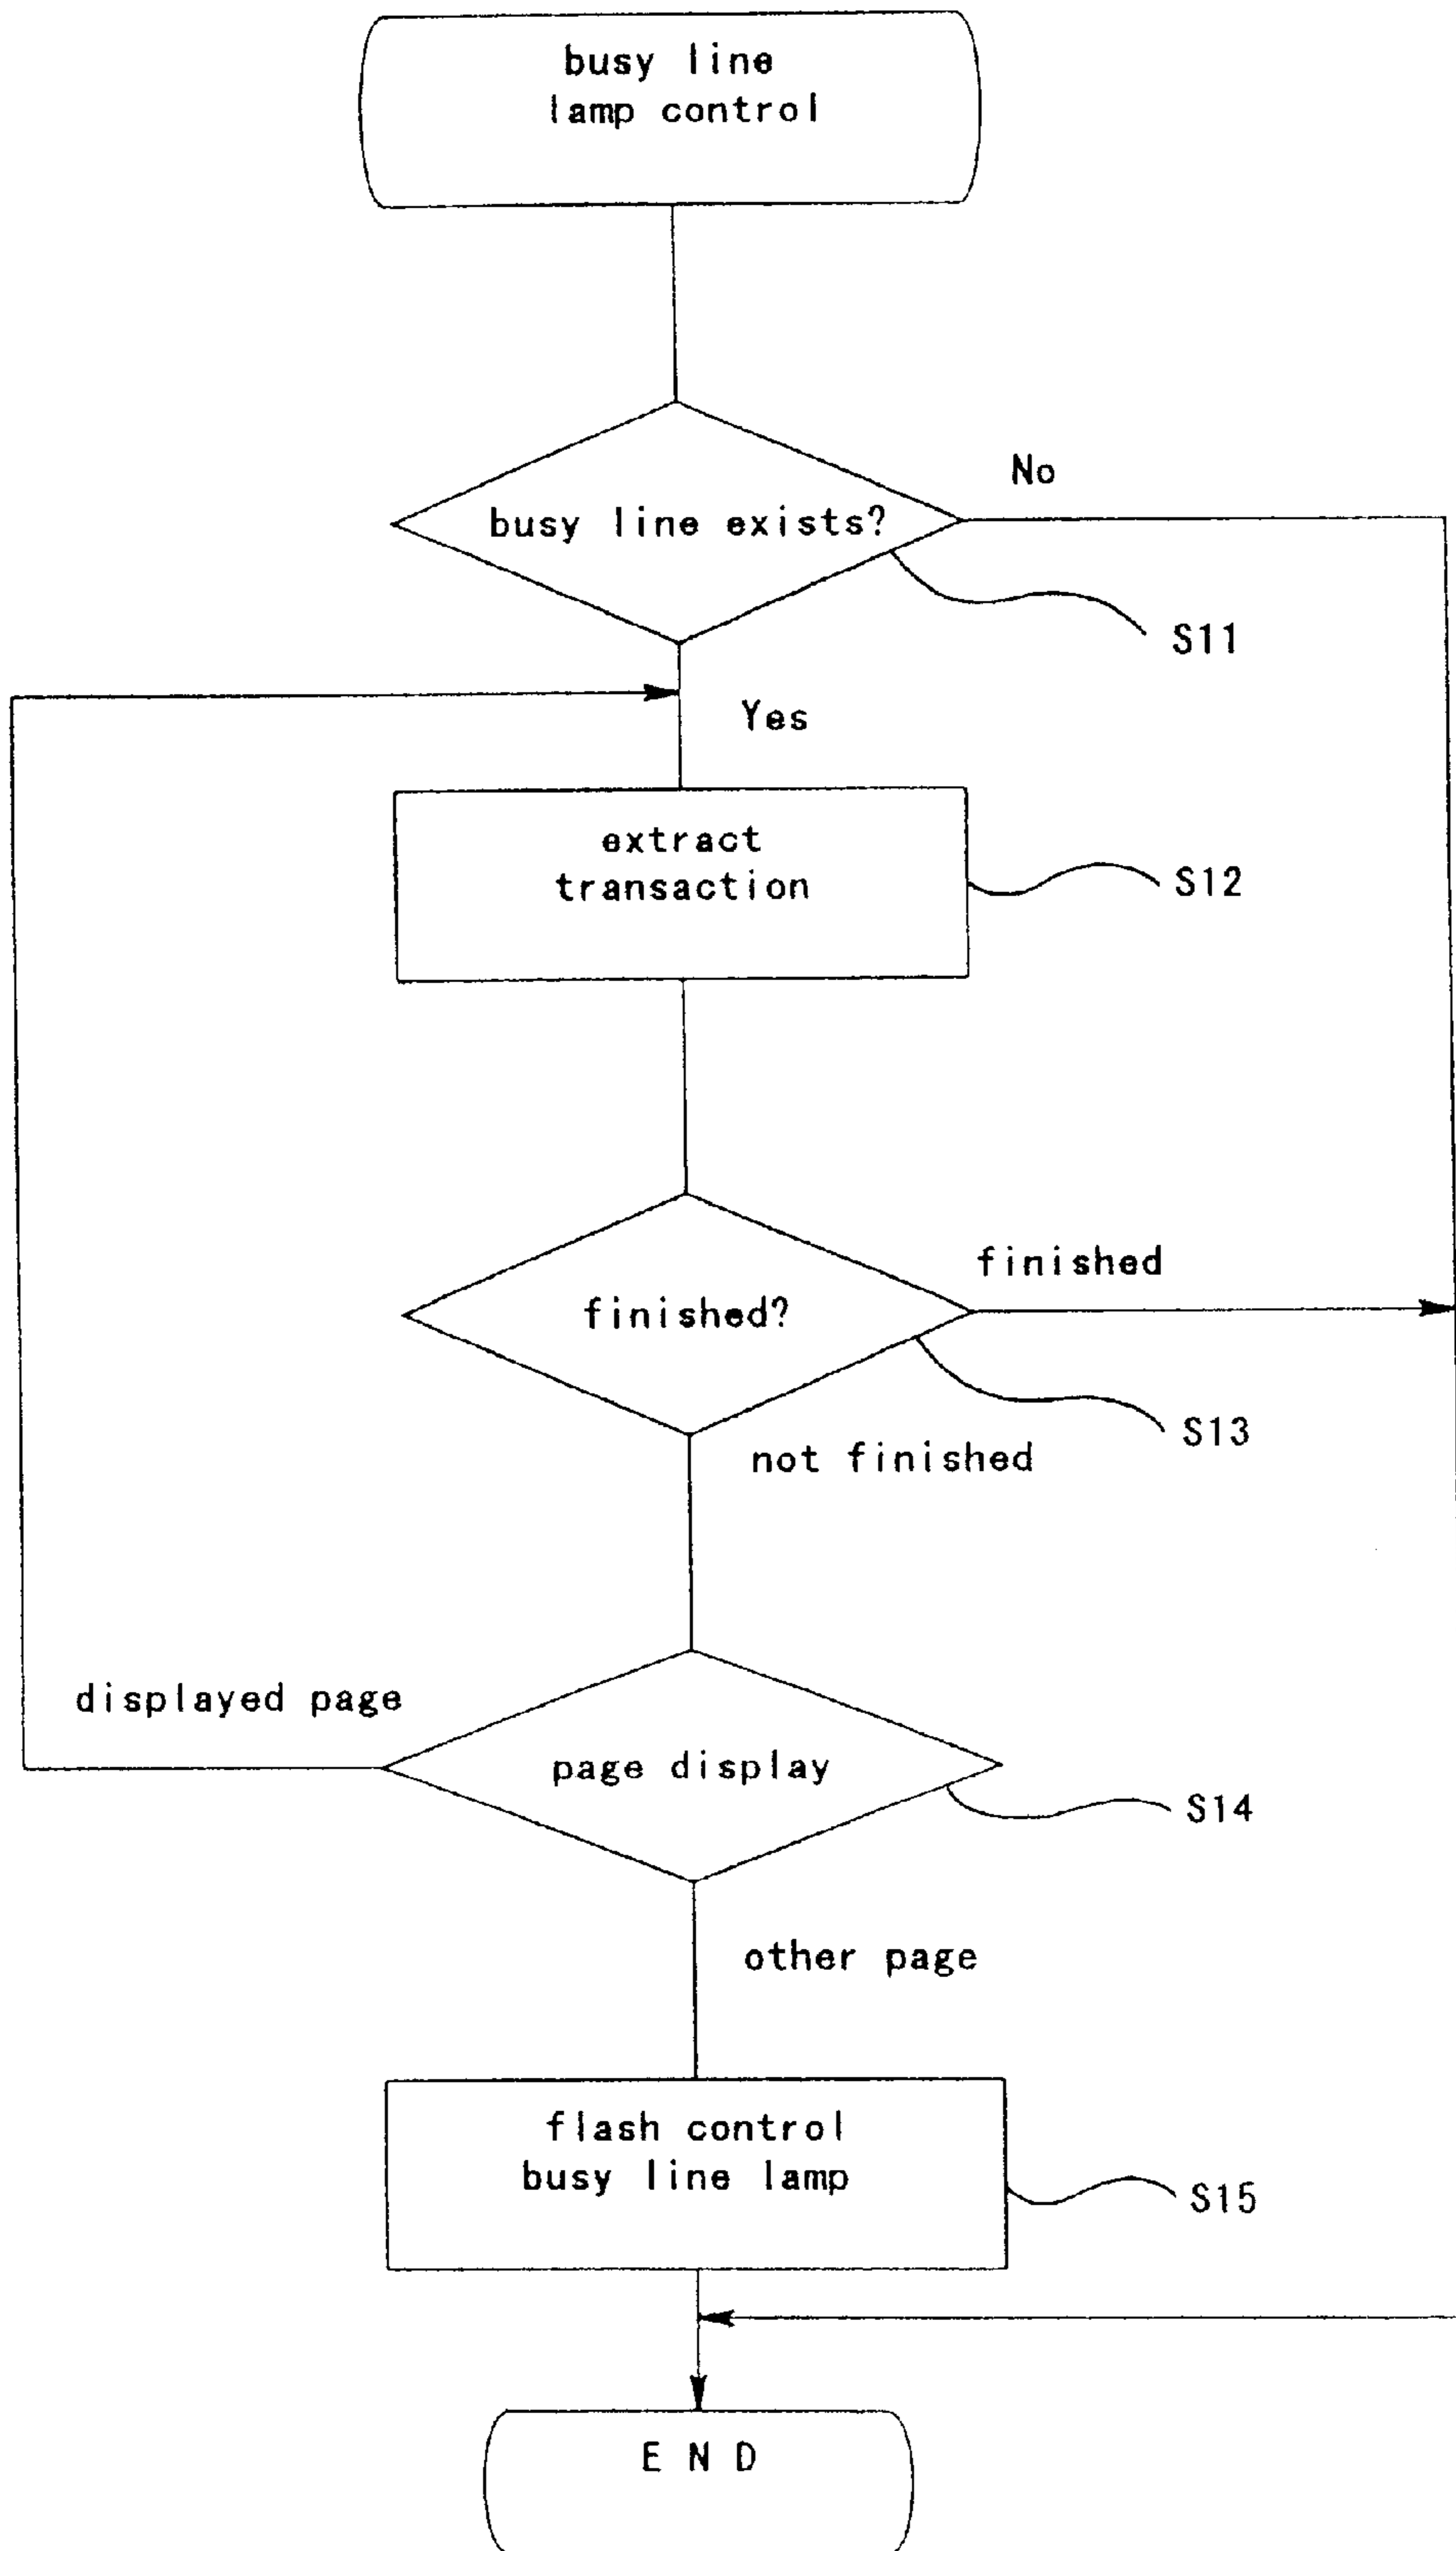 busy line
lamp control
No
busy line exists?
S11
Yes
extract
transaction
S12
finished
finished?
S13
not finished
displayed page
page display
S14
other page
flash control
busy line lamp
S15
E N D